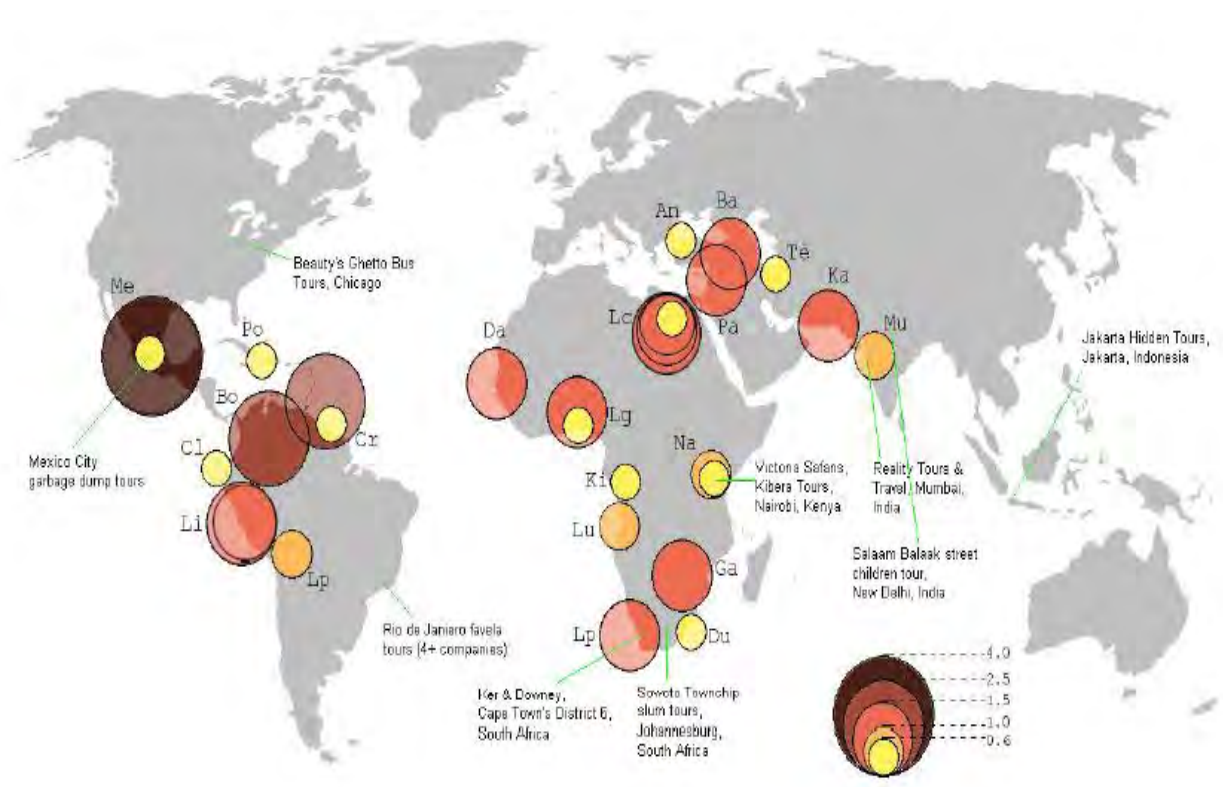 An
Ba
Beauty's Ghetto Bus
Tours, Chicago
Te
Me
Ka
Po
Lc
Pa
Mu
Da
Jakarta Hidden Tours,
Jakarta, Indonesia
Bo
Lg
Cr
Na
Cl
Mexico City
garbage dump tours
Ki
Victoria Safaris,
Kibera Tours,
Nairobi, Kenya
Reality Tours &
Travel, Mumbai,
India
Li
Lu
Salaam Balaak street
children tour,
New Delhi, India
Lp
Ga
Rio de Janiero favela
tours (4+ companies)
Lp
Du
Ker & Downey,
Cape Town's District 6,
South Africa
Soweto Township
slum tours,
Johannesburg,
South Africa
4.0
2.5
1.5
1.0
0.6